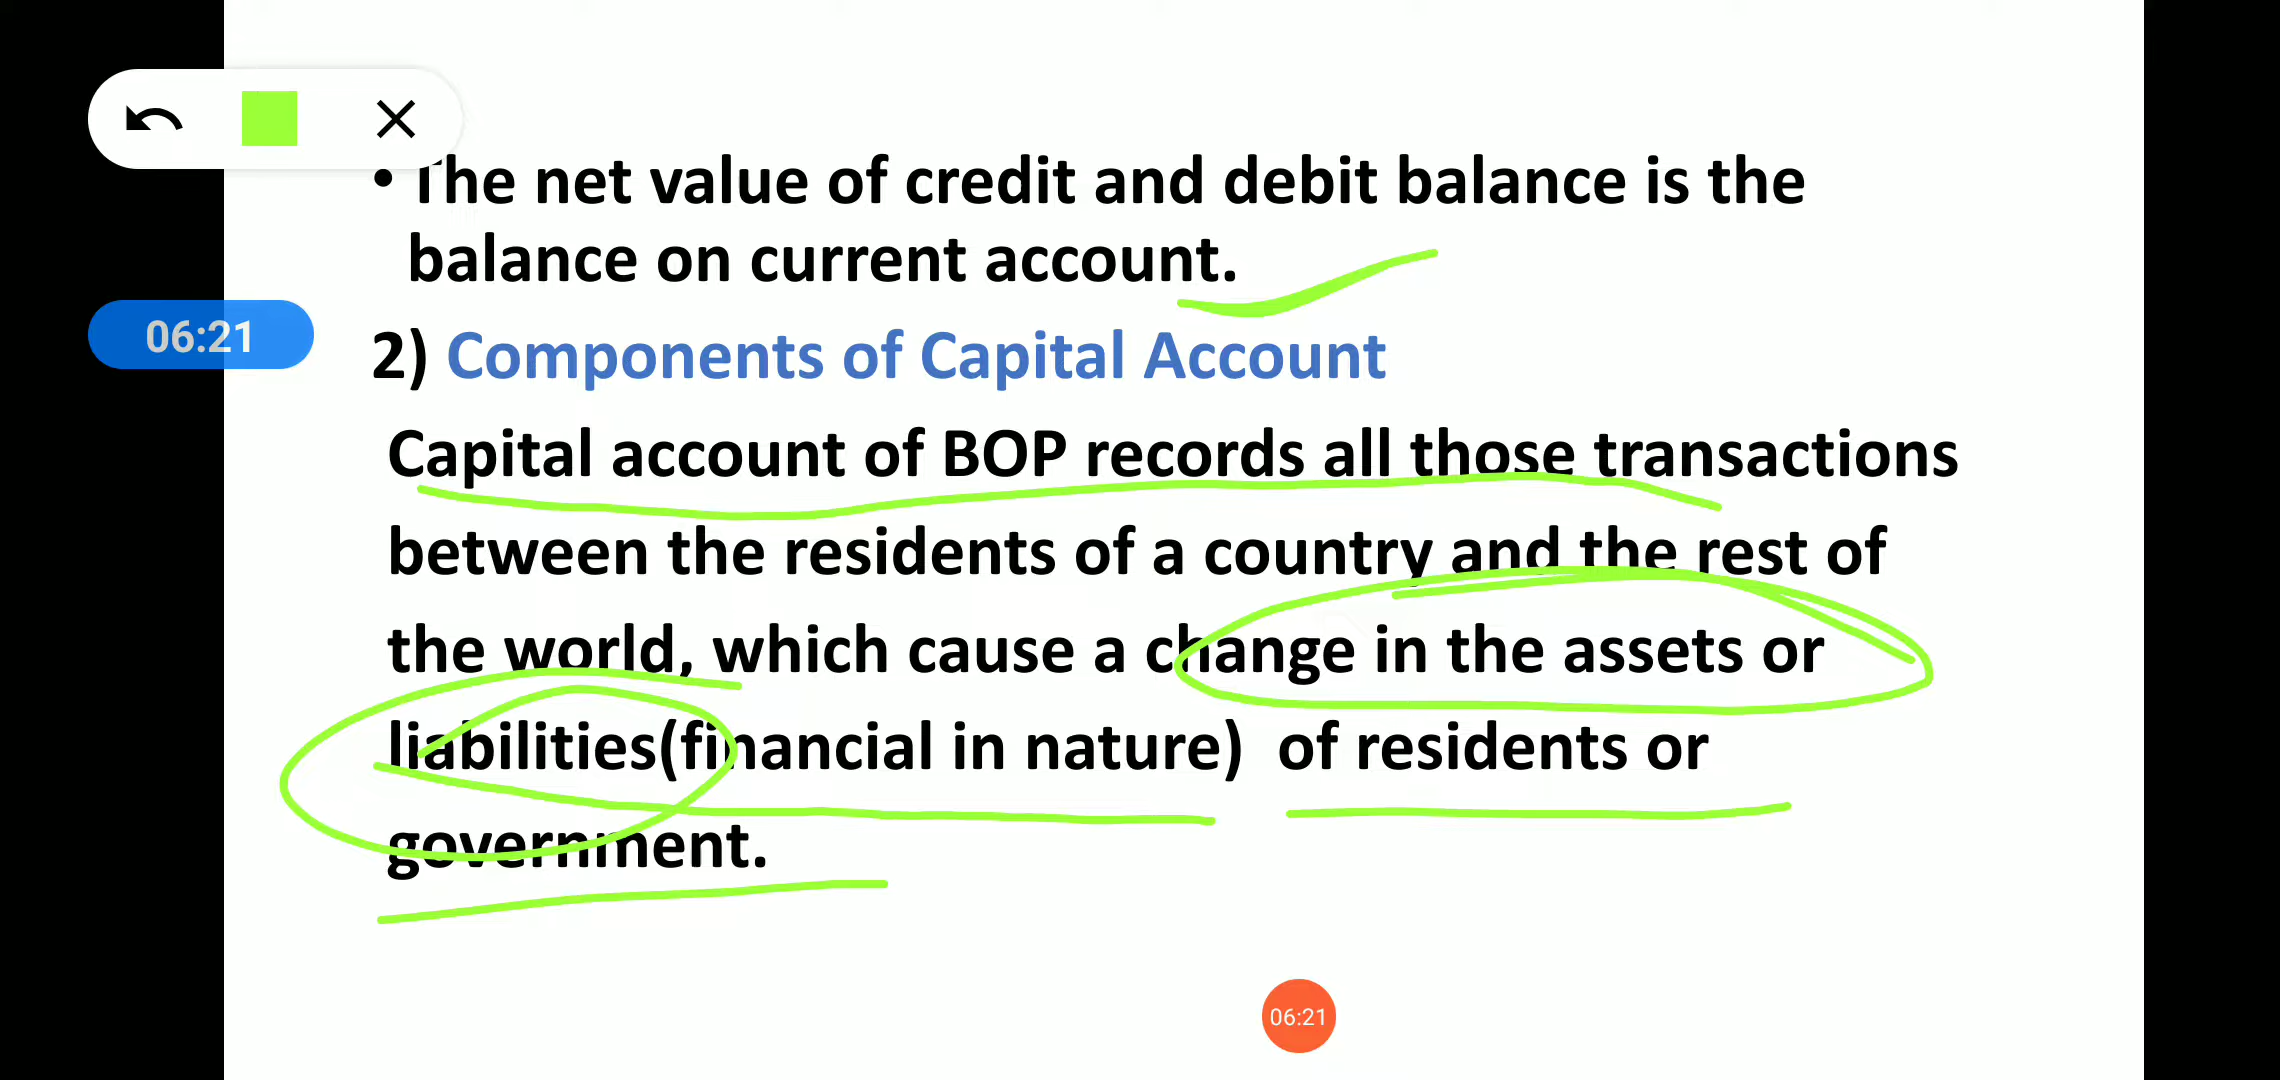 • The net value of credit and debit balance is the
balance on current account.
06:21
2) Components of Capital Account
Capital account of BOP records all those transactions
between the residents of a country and the rest of
the world, which cause a change in the assets or
liabilities(financial in nature)  of residents or
government.
06:21